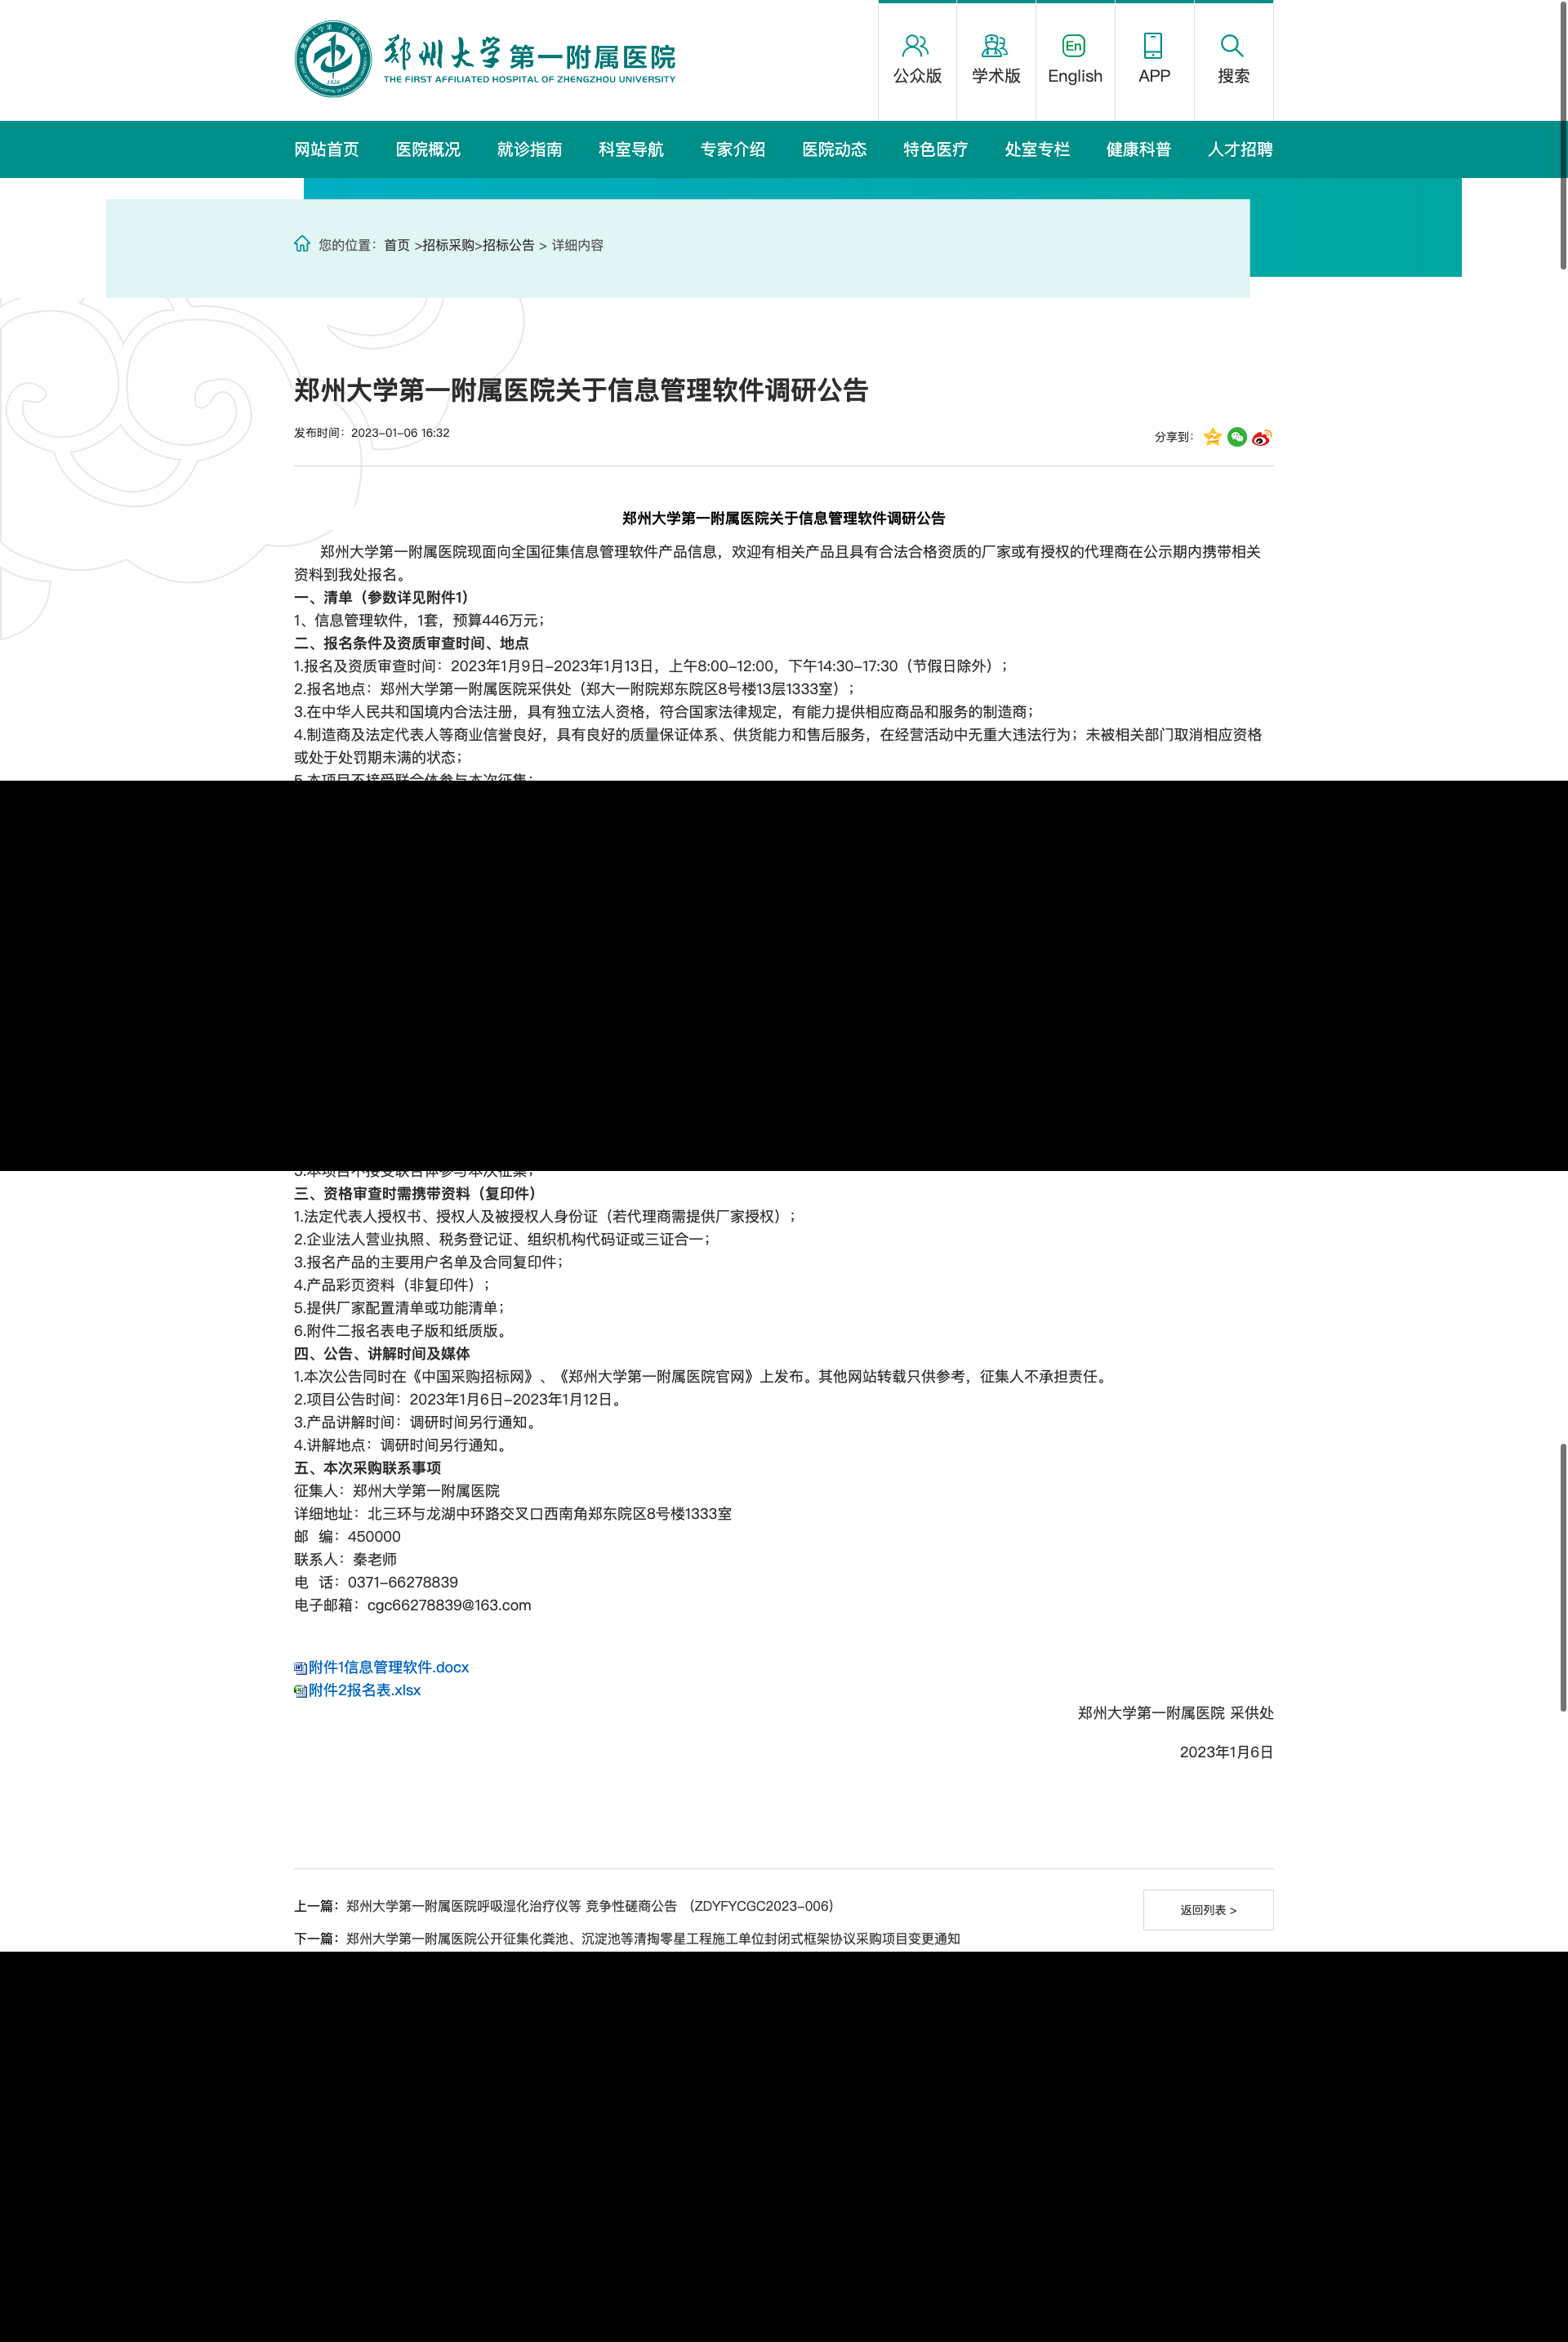 郑州大学第一附属医院
THE FIRST AFFILIATED HOSPITAL OF ZHENGZHOU UNIVERSITY
1928
公众版
学术版
En
English
APP
搜索
网站首页 医院概况 就诊指南 科室导航 专家介绍 医院动态 特色医疗 处室专栏 健康科普 人才招聘
您的位置：首页 >招标采购>招标公告 > 详细内容
郑州大学第一附属医院关于信息管理软件调研公告
发布时间：2023-01-06 16:32
分享到：
郑州大学第一附属医院关于信息管理软件调研公告
郑州大学第一附属医院现面向全国征集信息管理软件产品信息，欢迎有相关产品且具有合法合格资质的厂家或有授权的代理商在公示期内携带相关
资料到我处报名。
一、清单（参数详见附件1）
1、信息管理软件，1套，预算446万元；
二、报名条件及资质审查时间、地点
1.报名及资质审查时间：2023年1月9日-2023年1月13日，上午8:00-12:00，下午14:30-17:30（节假日除外）；
2.报名地点：郑州大学第一附属医院采供处（郑大一附院郑东院区8号楼13层1333室）；
3.在中华人民共和国境内合法注册，具有独立法人资格，符合国家法律规定，有能力提供相应商品和服务的制造商；
4.制造商及法定代表人等商业信誉良好，具有良好的质量保证体系、供货能力和售后服务，在经营活动中无重大违法行为；未被相关部门取消相应资格
或处于处罚期未满的状态；
5.本项目不接受联合体参与本次征集；
5.本项目不接受联合体参与本次征集；
三、资格审查时需携带资料（复印件）
1.法定代表人授权书、授权人及被授权人身份证（若代理商需提供厂家授权）；
2.企业法人营业执照、税务登记证、组织机构代码证或三证合一；
3.报名产品的主要用户名单及合同复印件；
4.产品彩页资料（非复印件）；
5.提供厂家配置清单或功能清单；
6.附件二报名表电子版和纸质版。
四、公告、讲解时间及媒体
1.本次公告同时在《中国采购招标网》、《郑州大学第一附属医院官网》上发布。其他网站转载只供参考，征集人不承担责任。
2.项目公告时间：2023年1月6日-2023年1月12日。
3.产品讲解时间：调研时间另行通知。
4.讲解地点：调研时间另行通知。
五、本次采购联系事项
征集人：郑州大学第一附属医院
详细地址：北三环与龙湖中环路交叉口西南角郑东院区8号楼1333室
邮 编：450000
联系人：秦老师
电 话：0371-66278839
电子邮箱：cgc66278839@163.com
附件1信息管理软件.docx
附件2报名表.xlsx
郑州大学第一附属医院 采供处
2023年1月6日
上一篇：郑州大学第一附属医院呼吸湿化治疗仪等 竞争性磋商公告 （ZDYFYCGC2023-006）
返回列表 >
下一篇：郑州大学第一附属医院公开征集化粪池、沉淀池等清掏零星工程施工单位封闭式框架协议采购项目变更通知